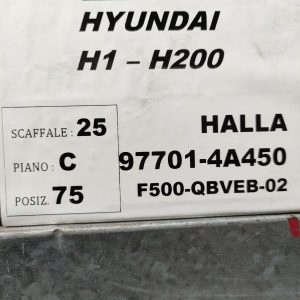 HYUNDAI
H1 – H200
SCAFFALE : 25
PIANO : C
POSIZ. 75
HALLA
97701-4A450
F500-QBVEB-02